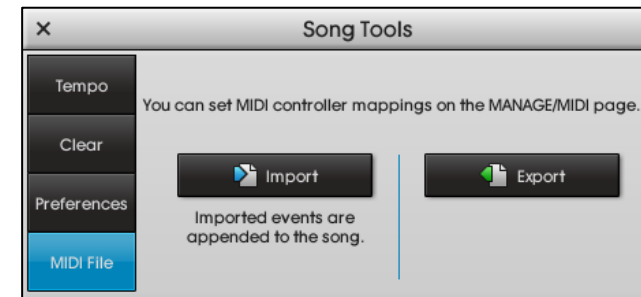 ×
Song Tools
Tempo
Clear
Preferences
MIDI File
You can set MIDI controller mappings on the MANAGE/MIDI page.
Import
Imported events are
appended to the song.
Export